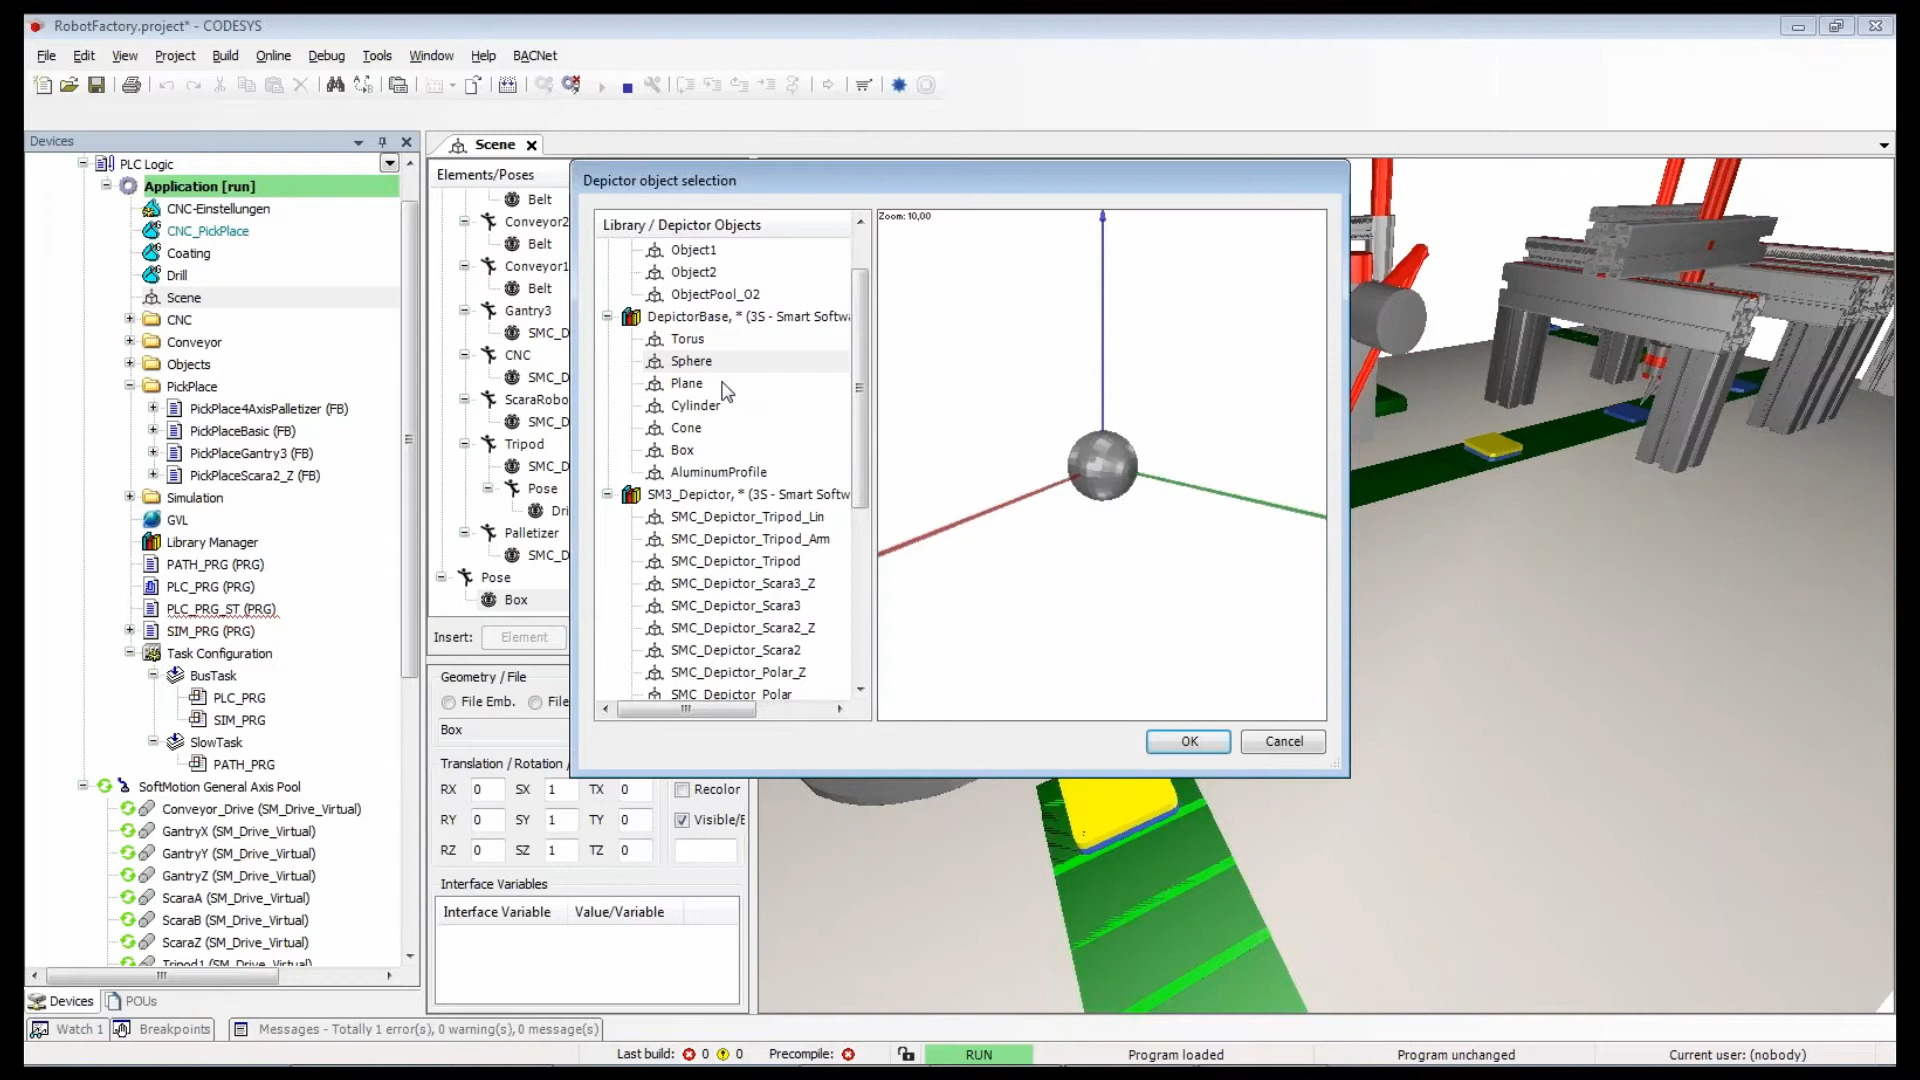 RobotFactory.project* - CODESYS
File Edit View Project Build Online Debug Tools Window Help BACNet
Devices
PLC Logic
Application [run]
CNC-Einstellungen
CNC_PickPlace
Coating
Drill
Scene
CNC
Conveyor
Objects
PickPlace
PickPlace4AxisPalletizer (FB)
PickPlaceBasic (FB)
PickPlaceGantry3 (FB)
PickPlaceScara2_Z (FB)
Simulation
GVL
Library Manager
PATH_PRG (PRG)
PLC_PRG (PRG)
PLC_PRG_ST (PRG)
SIM_PRG (PRG)
Task Configuration
BusTask
PLC_PRG
SIM_PRG
SlowTask
PATH_PRG
SoftMotion General Axis Pool
Conveyor_Drive (SM_Drive_Virtual)
GantryX (SM_Drive_Virtual)
GantryY (SM_Drive_Virtual)
GantryZ (SM_Drive_Virtual)
ScaraA (SM_Drive_Virtual)
ScaraB (SM_Drive_Virtual)
ScaraZ (SM_Drive_Virtual)
Tripod1 (SM_Drive_Virtual)
Devices POUs
Scene
Elements/Poses
Belt
Conveyor2
Belt
Conveyor1
Belt
Gantry3
SMC_D
CNC
SMC_D
ScaraRobo
SMC_D
Tripod
SMC_D
Pose
Dri
Palletizer
SMC_D
Pose
Box
Insert: Element
Geometry / File
File Emb. File
Box
Translation / Rotation /
RX 0 SX 1 TX 0 Recolor
RY 0 SY 1 TY 0 Visible/E
RZ 0 SZ 1 TZ 0
Interface Variables
Interface Variable Value/Variable
Depictor object selection
Library / Depictor Objects
Object1
Object2
ObjectPool_O2
DepictorBase, * (3S - Smart Softwa
Torus
Sphere
Plane
Cylinder
Cone
Box
AluminumProfile
SM3_Depictor, * (3S - Smart Softw
SMC_Depictor_Tripod_Lin
SMC_Depictor_Tripod_Arm
SMC_Depictor_Tripod
SMC_Depictor_Scara3_Z
SMC_Depictor_Scara3
SMC_Depictor_Scara2_Z
SMC_Depictor_Scara2
SMC_Depictor_Polar_Z
SMC_Depictor_Polar
Zoom: 10,00
OK Cancel
Watch 1 Breakpoints Messages - Totally 1 error(s), 0 warning(s), 0 message(s)
Last build: 0 0 Precompile: RUN Program loaded Program unchanged Current user: (nobody)